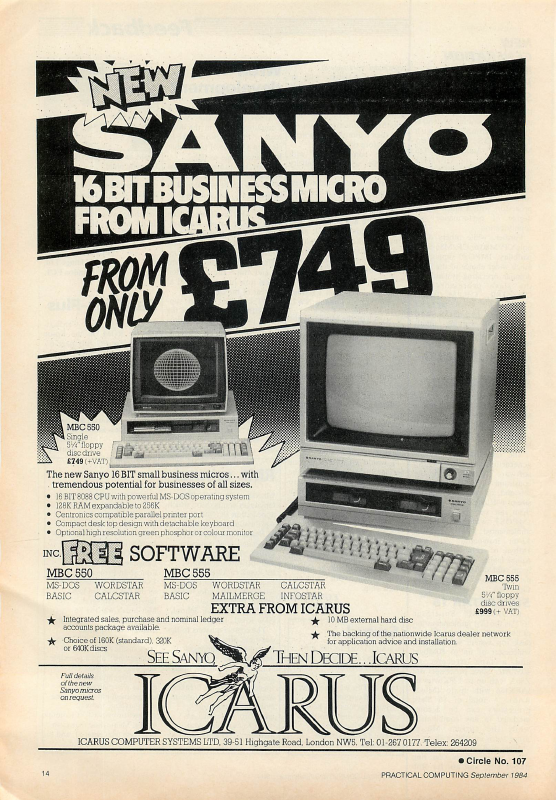 NEW
SANYO
16 BIT BUSINESS MICRO
FROM ICARUS
FROM
ONLY
£749
MBC 550
Single
5¼" floppy
disc drive
£749 (+VAT)
The new Sanyo 16 BIT small business micros... with
tremendous potential for businesses of all sizes.
• 16 BIT 8088 CPU with powerful MS-DOS operating system
• 128K RAM expandable to 256K
• Centronics compatible parallel printer port
• Compact desk top design with detachable keyboard
• Optional high resolution green phosphor or colour monitor
INC. FREE SOFTWARE
MBC 550
MS-DOS WORDSTAR
BASIC CALCSTAR
MBC 555
MS-DOS WORDSTAR CALCSTAR
BASIC MAILMERGE INFOSTAR
MBC 555
Twin
5¼" floppy
disc drives
£999 (+ VAT)
EXTRA FROM ICARUS
★ Integrated sales, purchase and nominal ledger
accounts package available.
★ Choice of 160K (standard), 320K
or 640K discs
★ 10 MB external hard disc
★ The backing of the nationwide Icarus dealer network
for application advice and installation.
SEE SANYO THEN DECIDE...ICARUS
Full details
of the new
Sanyo micros
on request.
ICARUS
ICARUS COMPUTER SYSTEMS LTD, 39-51 Highgate Road, London NW5. Tel: 01-267 0177. Telex: 264209
• Circle No. 107
14
PRACTICAL COMPUTING September 1984